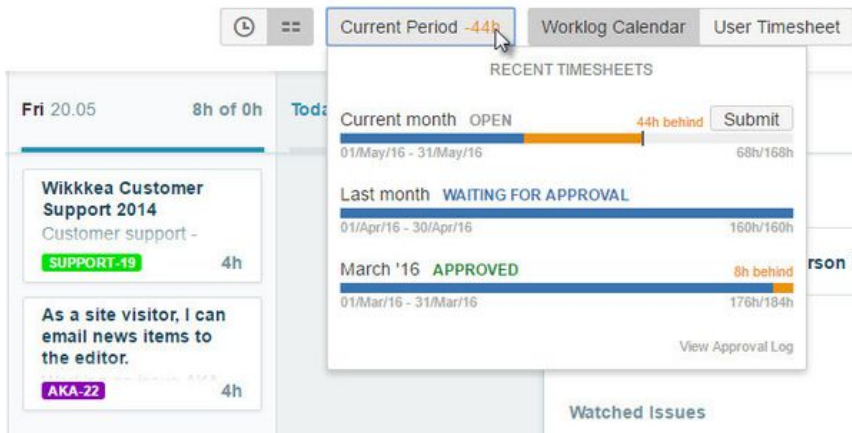 Current Period -44h
Worklog Calendar
User Timesheet
RECENT TIMESHEETS
Fri 20.05
8h of 0h
Current month OPEN
44h behind
Submit
01/May/16 - 31/May/16
68h/168h
Last month WAITING FOR APPROVAL
01/Apr/16 - 30/Apr/16
160h/160h
March '16 APPROVED
8h behind
01/Mar/16 - 31/Mar/16
176h/184h
View Approval Log
Wikkkea Customer
Support 2014
Customer support -
SUPPORT-19
4h
As a site visitor, I can
email news items to
the editor.
AKA-22
4h
Watched Issues